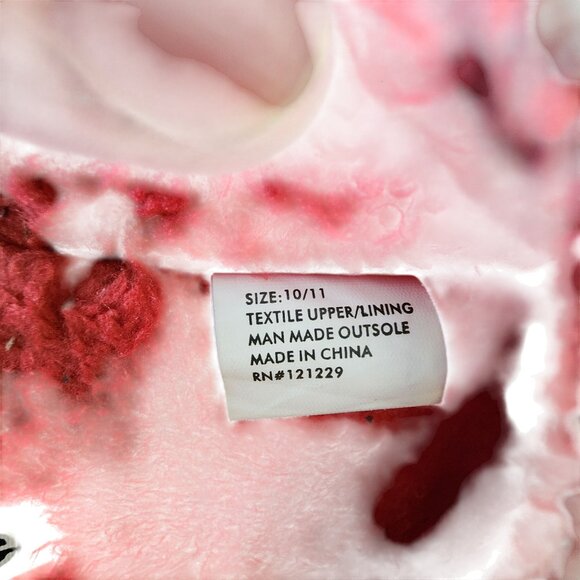 SIZE: 10/11
TEXTILE UPPER/LINING
MAN MADE OUTSOLE
MADE IN CHINA
RN#121229